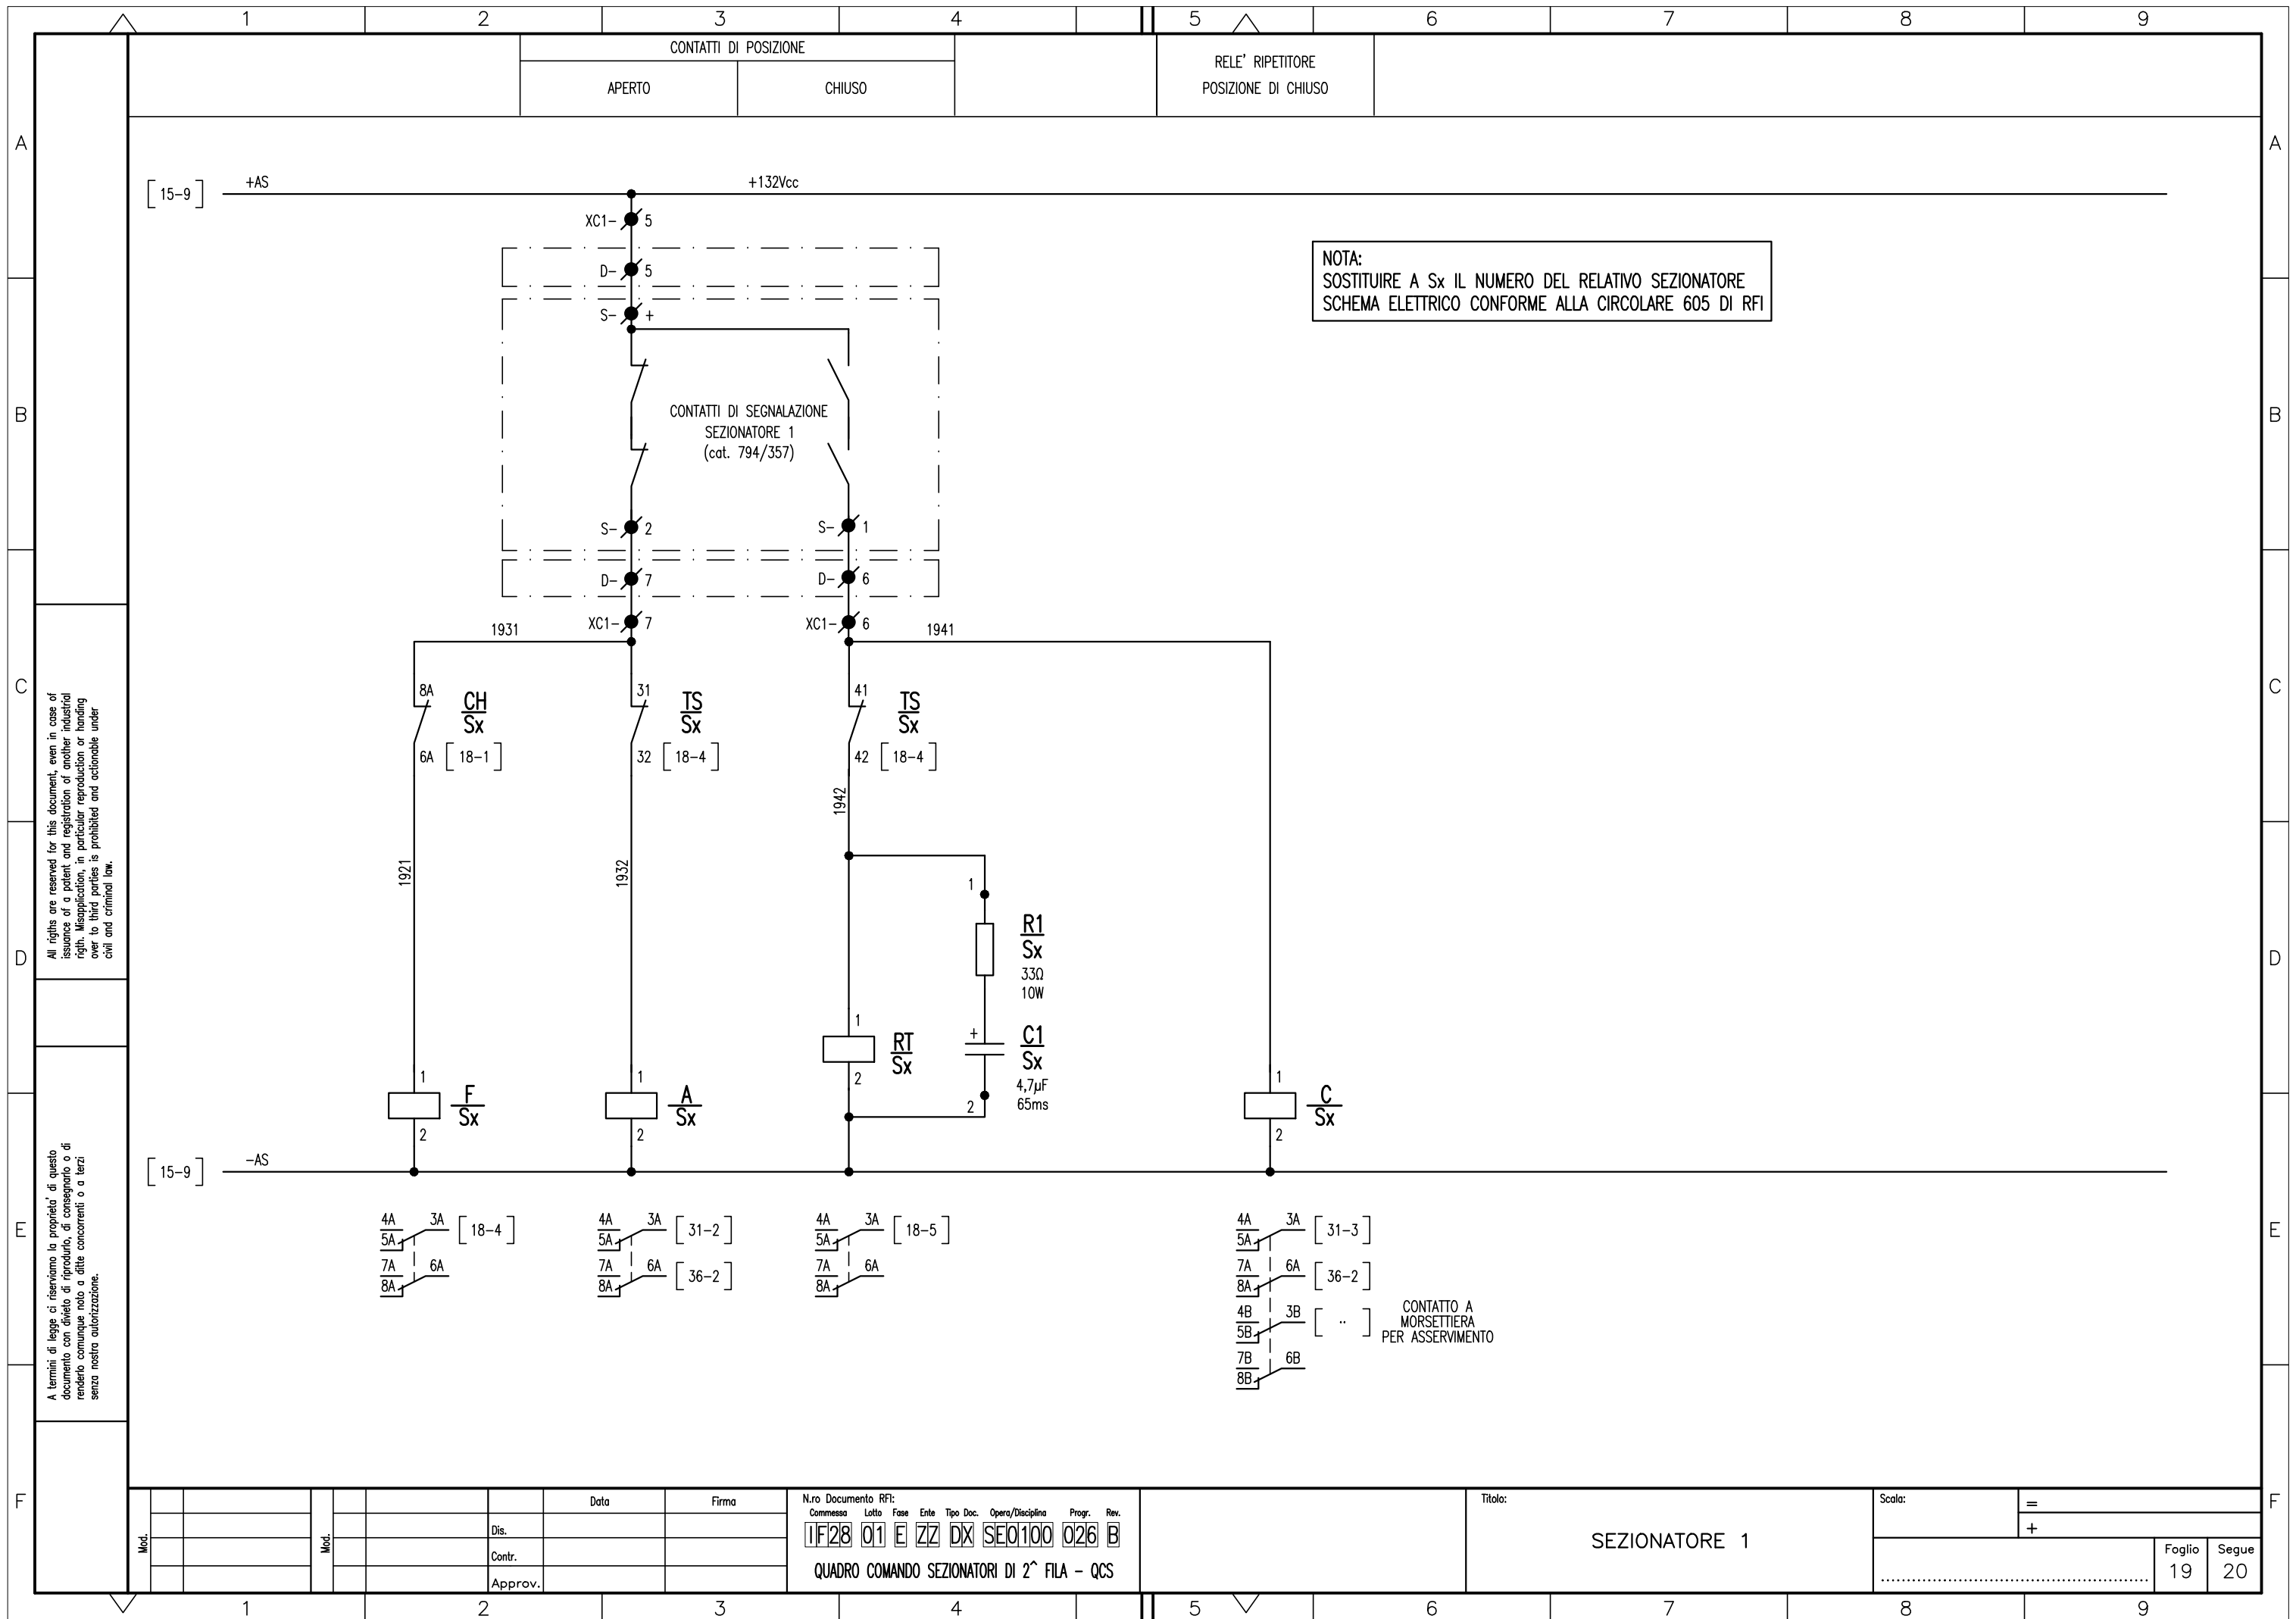 1 2 3 4 5 6 7 8 9
CONTATTI DI POSIZIONE
APERTO
CHIUSO
RELE' RIPETITORE
POSIZIONE DI CHIUSO
A
A
[ 15-9 ]
+AS
+132Vcc
XC1- 5
D- 5
S- +
NOTA:
SOSTITUIRE A Sx IL NUMERO DEL RELATIVO SEZIONATORE
SCHEMA ELETTRICO CONFORME ALLA CIRCOLARE 605 DI RFI
B
B
CONTATTI DI SEGNALAZIONE
SEZIONATORE 1
(cat. 794/357)
S- 2
S- 1
D- 7
D- 6
XC1- 7
XC1- 6
1931
1941
C
C
8A
CH
Sx
6A [ 18-1 ]
31
TS
Sx
32 [ 18-4 ]
41
TS
Sx
42 [ 18-4 ]
1942
1921
1932
D
D
1
R1
Sx
33Ω
10W
+
C1
Sx
4,7µF
65ms
2
1
RT
Sx
2
1
F
Sx
2
1
A
Sx
2
1
C
Sx
2
[ 15-9 ]
-AS
E
E
4A 3A [ 18-4 ]
5A
7A 6A
8A
4A 3A [ 31-2 ]
5A
7A 6A [ 36-2 ]
8A
4A 3A [ 18-5 ]
5A
7A 6A
8A
4A 3A [ 31-3 ]
5A
7A 6A [ 36-2 ]
8A
4B 3B [ .. ]
5B
7B 6B
8B
CONTATTO A
MORSETTIERA
PER ASSERVIMENTO
All rigths are reserved for this document, even in case of
issuance of a patent and registration of another industrial
rigth. Misapplication, in particular reproduction or handing
over to third parties is prohibited and actionable under
civil and criminal law.
A termini di legge ci riserviamo la proprieta' di questo
documento con divieto di riprodurlo, di consegnarlo o di
renderlo comunque noto a ditte concorrenti o a terzi
senza nostra autorizzazione.
F
F
Mod.
Mod.
Data
Firma
Dis.
Contr.
Approv.
N.ro Documento RFI:
Commessa Lotto Fase Ente Tipo Doc. Opera/Disciplina Progr. Rev.
IF28 01 E ZZ DX SE0100 026 B
QUADRO COMANDO SEZIONATORI DI 2^ FILA - QCS
Titolo:
SEZIONATORE 1
Scala:
=
+
Foglio
19
Segue
20
1 2 3 4 5 6 7 8 9